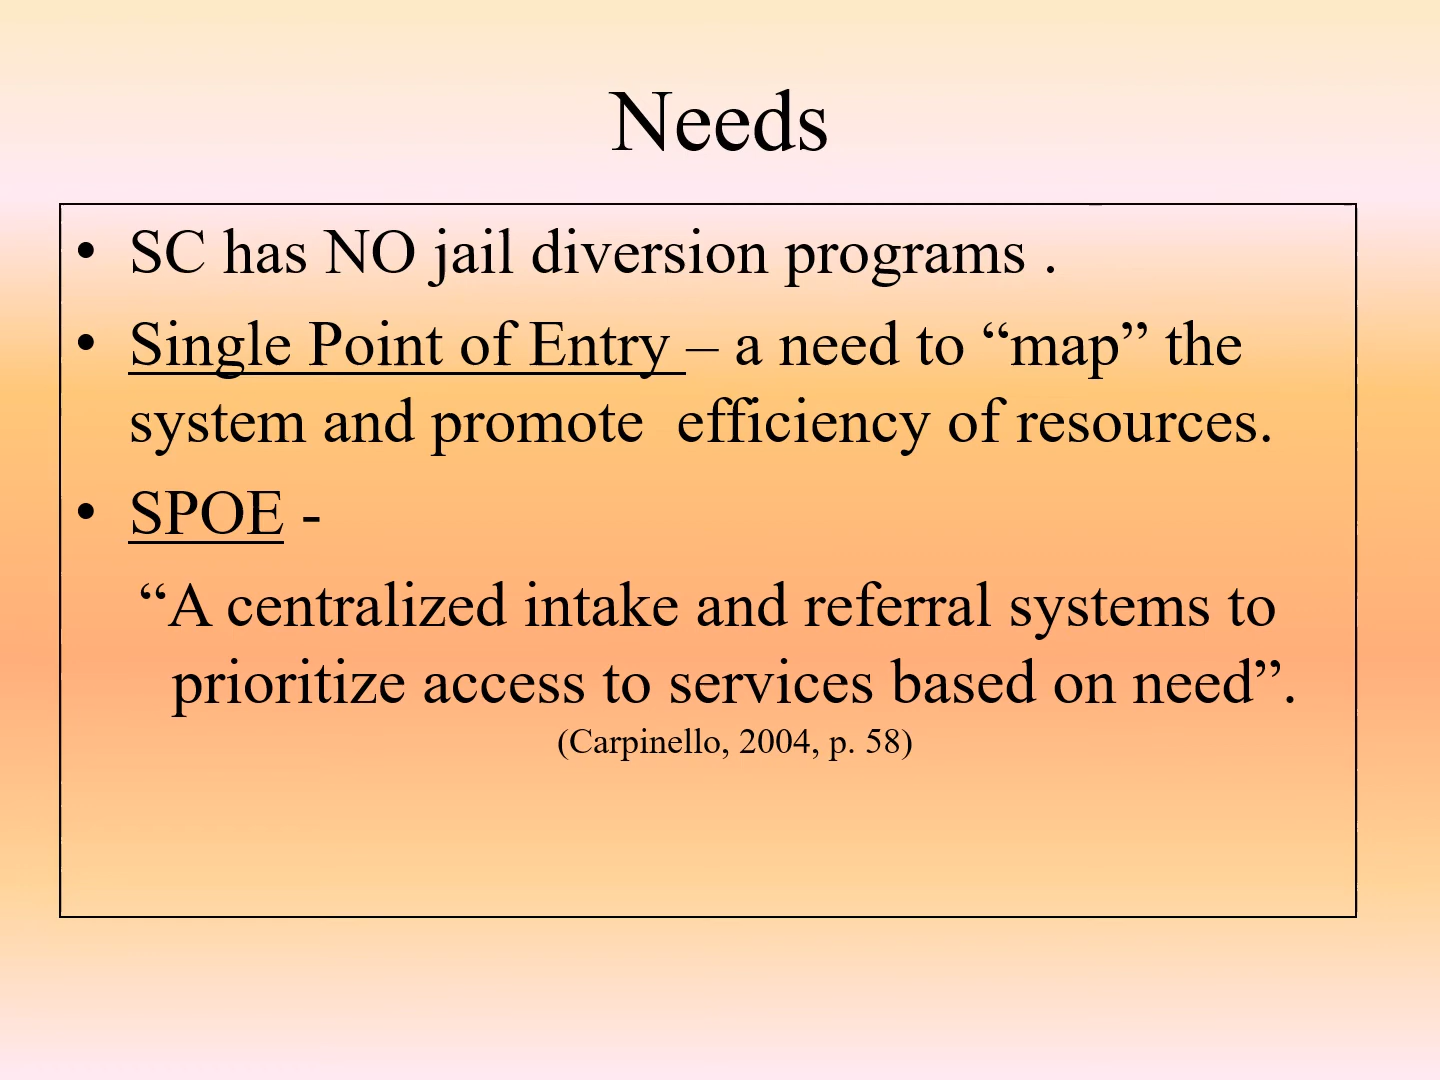 Needs
• SC has NO jail diversion programs .
• Single Point of Entry – a need to “map” the
system and promote  efficiency of resources.
• SPOE -
“A centralized intake and referral systems to
prioritize access to services based on need”.
(Carpinello, 2004, p. 58)